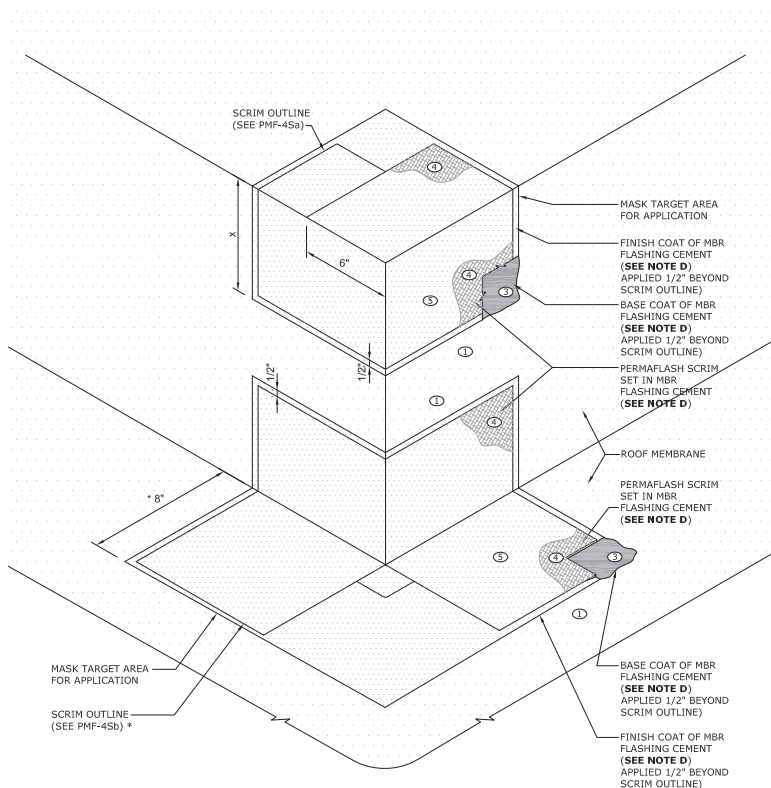 SCRIM OUTLINE
(SEE PMF-4Sa)
4
MASK TARGET AREA
FOR APPLICATION
x
6"
FINISH COAT OF MBR
FLASHING CEMENT
(SEE NOTE D)
APPLIED 1/2" BEYOND
SCRIM OUTLINE)
4
3
5
BASE COAT OF MBR
FLASHING CEMENT
(SEE NOTE D)
APPLIED 1/2" BEYOND
SCRIM OUTLINE)
1
1/2"
1/2"
PERMAFLASH SCRIM
SET IN MBR
FLASHING CEMENT
(SEE NOTE D)
1
4
ROOF MEMBRANE
* 8"
PERMAFLASH SCRIM
SET IN MBR
FLASHING CEMENT
(SEE NOTE D)
5
4
3
1
MASK TARGET AREA
FOR APPLICATION
BASE COAT OF MBR
FLASHING CEMENT
(SEE NOTE D)
APPLIED 1/2" BEYOND
SCRIM OUTLINE)
SCRIM OUTLINE
(SEE PMF-4Sb) *
FINISH COAT OF MBR
FLASHING CEMENT
(SEE NOTE D)
APPLIED 1/2" BEYOND
SCRIM OUTLINE)